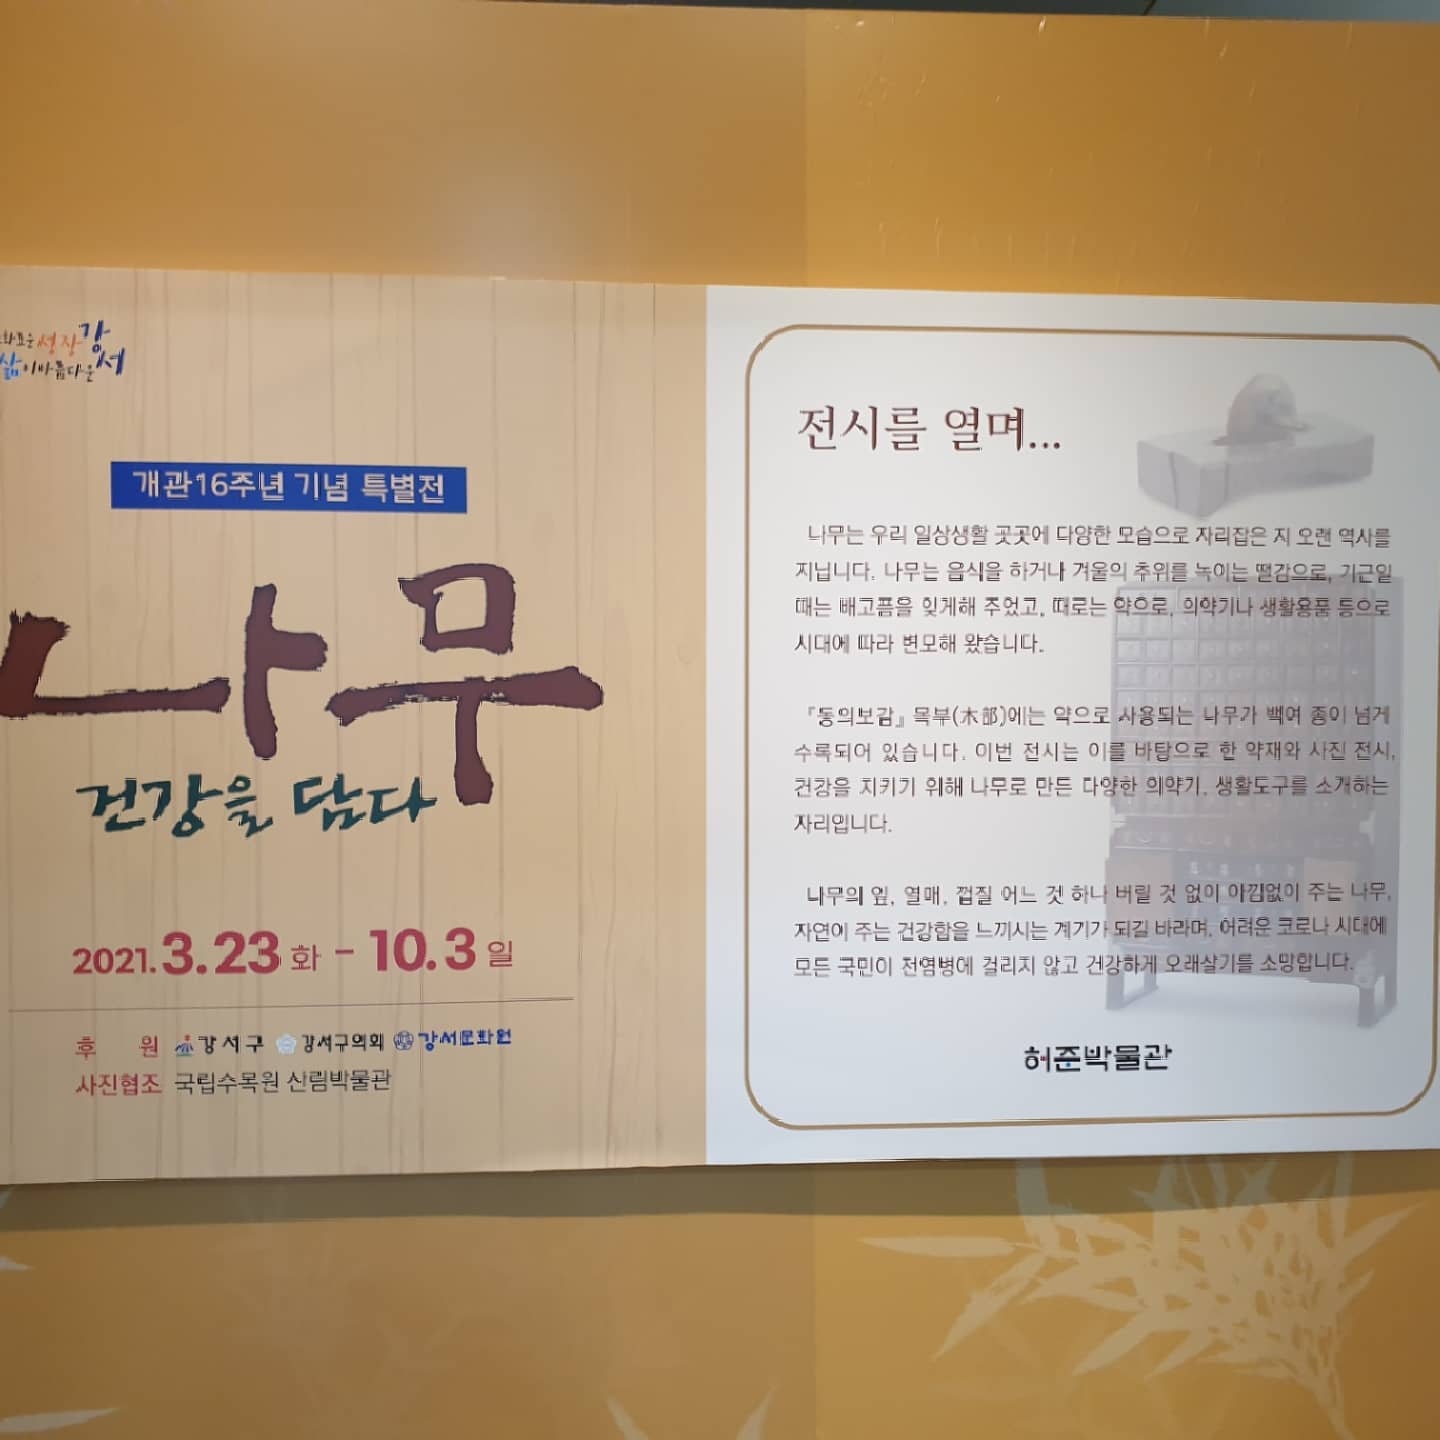 성장 강서
삶이 아름다운
개관16주년 기념 특별전
나무
건강을 담다
2021. 3. 23 화 - 10. 3 일
후 원 강서구 강서구의회 강서문화원
사진협조 국립수목원 산림박물관
전시를 열며...
나무는 우리 일상생활 곳곳에 다양한 모습으로 자리잡은 지 오랜 역사를
지닙니다. 나무는 음식을 하거나 겨울의 추위를 녹이는 땔감으로, 기근일
때는 배고픔을 잊게해 주었고, 때로는 약으로, 의약기나 생활용품 등으로
시대에 따라 변모해 왔습니다.
『동의보감』 목부(木部)에는 약으로 사용되는 나무가 백여 종이 넘게
수록되어 있습니다. 이번 전시는 이를 바탕으로 한 약재와 사진 전시,
건강을 지키기 위해 나무로 만든 다양한 의약기, 생활도구를 소개하는
자리입니다.
나무의 잎, 열매, 껍질 어느 것 하나 버릴 것 없이 아낌없이 주는 나무,
자연이 주는 건강함을 느끼시는 계기가 되길 바라며, 어려운 코로나 시대에
모든 국민이 전염병에 걸리지 않고 건강하게 오래살기를 소망합니다.
허준박물관